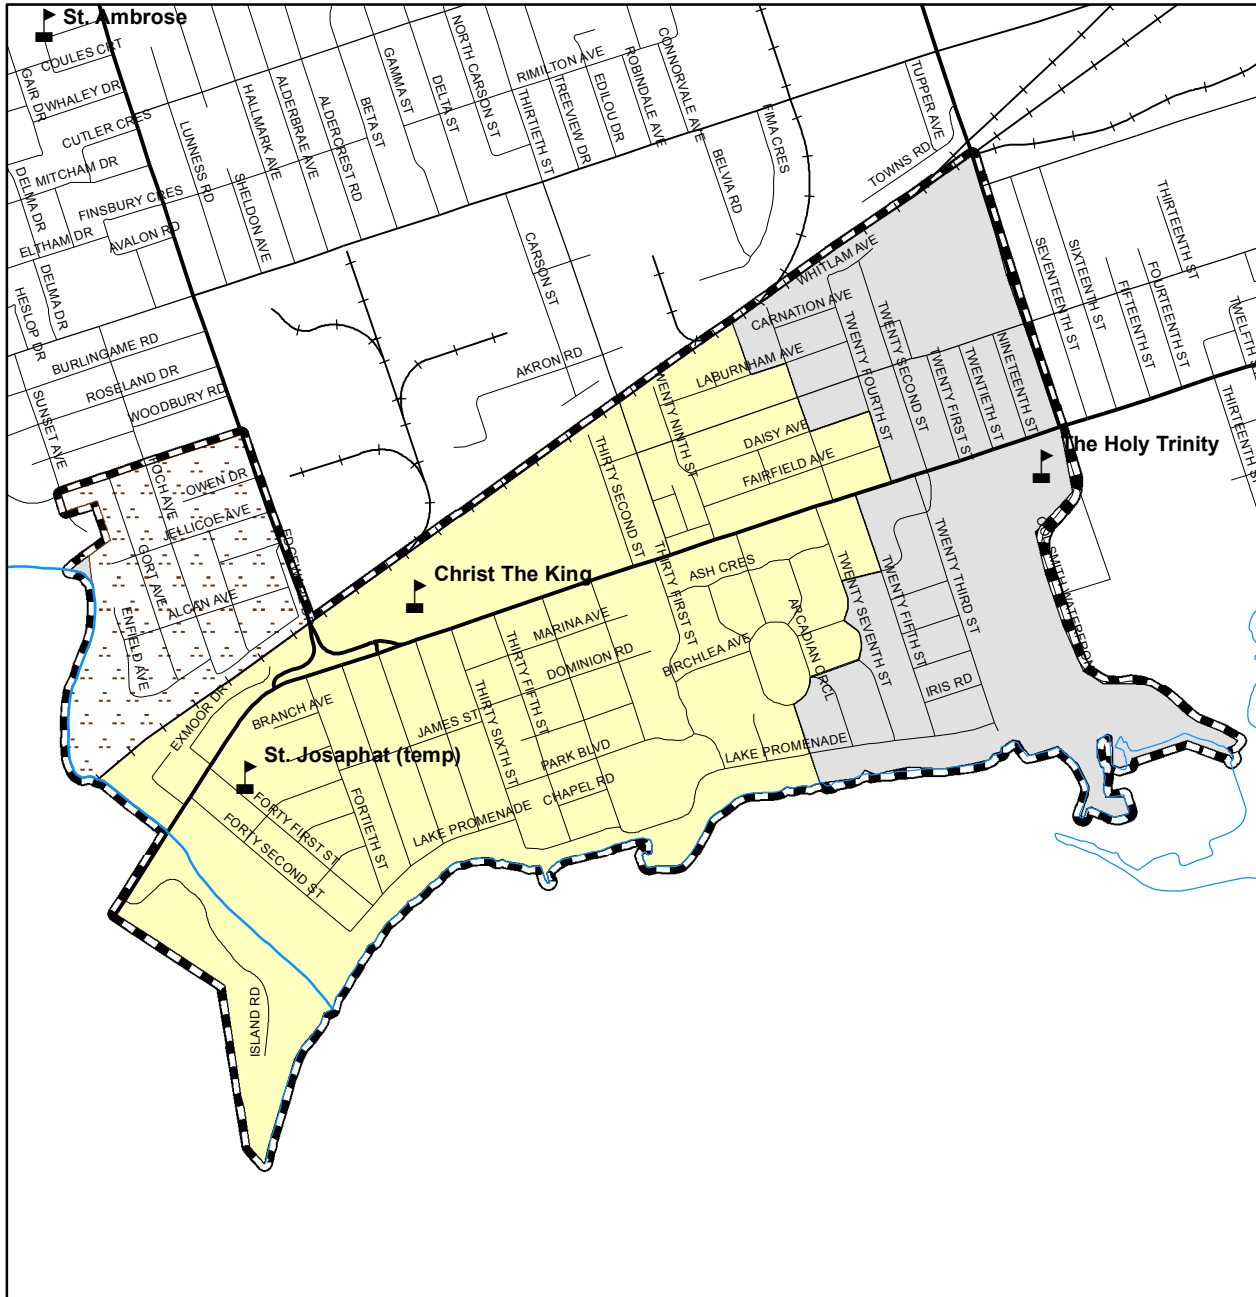 St. Ambrose
COULES CRT
GAIR DR
WHALEY DR
CUTLER CRES
MITCHAM DR
DELMA DR
FINSBURY CRES
ELTHAM DR
AVALON RD
DELMA DR
HESLOP DR
BURLINGAME RD
ROSELAND DR
WOODBURY RD
SUNSET AVE
LUNNESS RD
HALLMARK AVE
ALDERBRAE AVE
ALDERCREST RD
SHELDON AVE
BETA ST
GAMMA ST
DELTA ST
NORTH CARSON ST
THIRTIETH ST
RIMILTON AVE
TREEVIEW DR
EDILOU DR
ROBINDALE AVE
CONNORVALE AVE
BELVIA RD
FIMA CRES
TUPPER AVE
TOWNS RD
CARSON ST
AKRON RD
WHITLAM AVE
CARNATION AVE
LABURNHAM AVE
TWENTY FOURTH ST
TWENTY SECOND ST
TWENTY FIRST ST
TWENTIETH ST
NINETEENTH ST
SEVENTEENTH ST
SIXTEENTH ST
FIFTEENTH ST
FOURTEENTH ST
THIRTEENTH ST
THIRTEENTH ST
The Holy Trinity
DAISY AVE
FAIRFIELD AVE
THIRTY SECOND ST
THIRTY FIRST ST
OWEN DR
JELLICOE AVE
GORT AVE
ALCAN AVE
ENFIELD AVE
Christ The King
ASH CRES
MARINA AVE
DOMINION RD
BIRCHLEA AVE
ARCADIAN CIRCL
TWENTY SEVENTH ST
TWENTY FIFTH ST
TWENTY THIRD ST
IRIS RD
EXMOOR DR
BRANCH AVE
JAMES ST
THIRTY FIFTH ST
THIRTY SIXTH ST
PARK BLVD
CHAPEL RD
LAKE PROMENADE
LAKE PROMENADE
St. Josaphat (temp)
FORTY FIRST ST
FORTY SECOND ST
FORTIETH ST
ISLAND RD